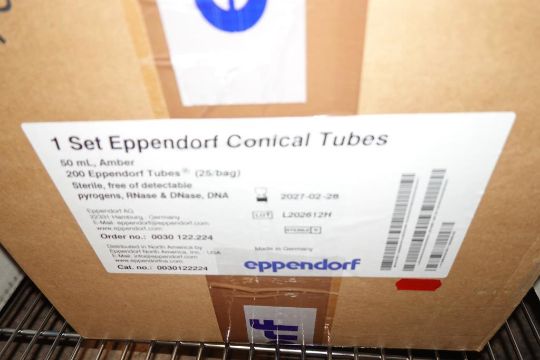 1 Set Eppendorf Conical Tubes
50 mL, Amber
200 Eppendorf Tubes® (25/bag)
Sterile, free of detectable
pyrogens, RNase & DNase, DNA
2027-02-28
LOT L202612H
STERILE R
Eppendorf AG
22331 Hamburg, Germany
E-Mail: eppendorf@eppendorf.com
www.eppendorf.com
Order no.: 0030 122.224
Distributed in North America by
Eppendorf North America, Inc., USA
E-Mail: info@eppendorf.com
www.eppendorfna.com
Cat. no.: 0030122224
Made in Germany
eppendorf
rf